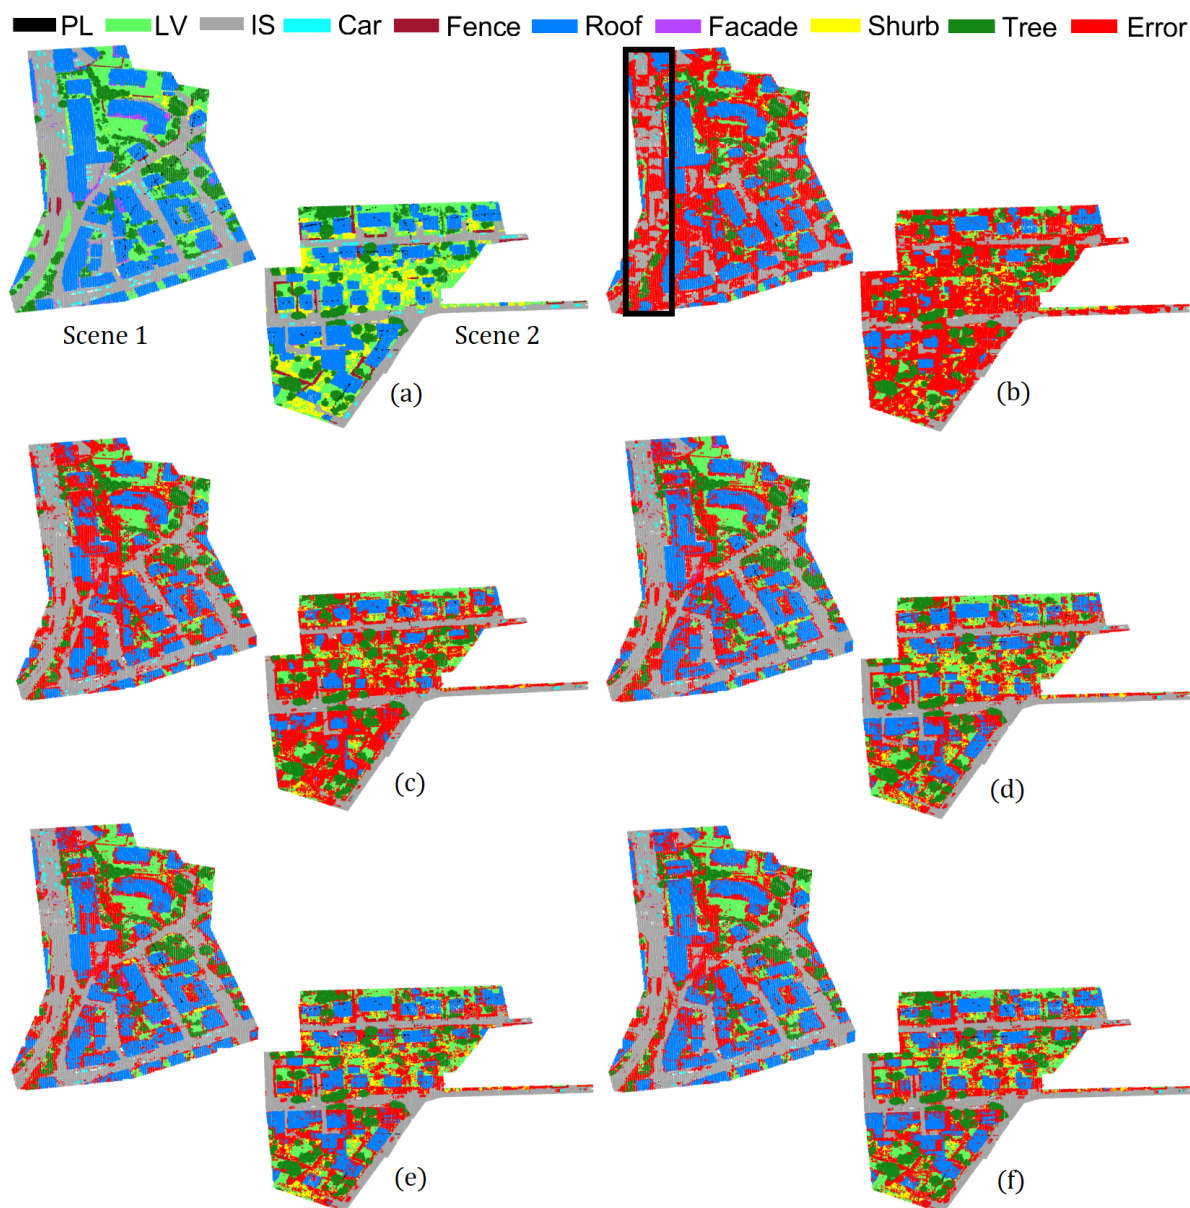 PL LV IS Car Fence Roof Facade Shurb Tree Error
Scene 1
Scene 2
(a)
(b)
(c)
(d)
(e)
(f)